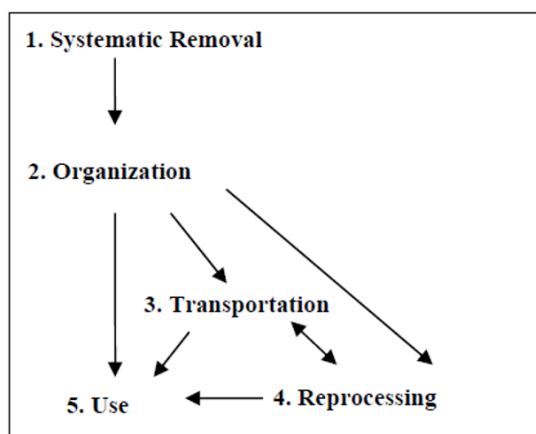 1. Systematic Removal
2. Organization
3. Transportation
4. Reprocessing
5. Use